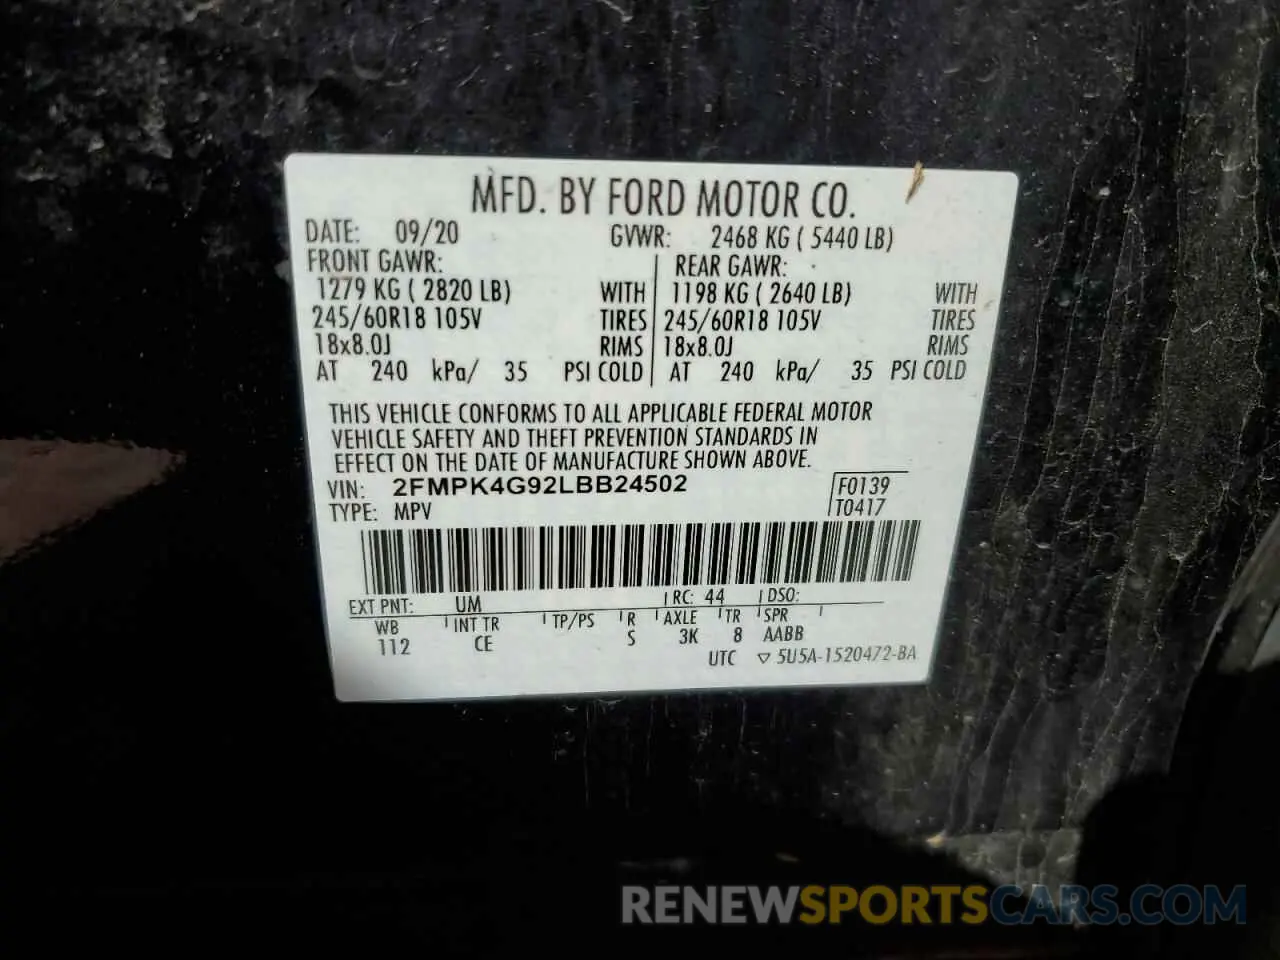 MFD. BY FORD MOTOR CO.
DATE: 09/20 GVWR: 2468 KG ( 5440 LB)
FRONT GAWR: REAR GAWR:
1279 KG ( 2820 LB) WITH 1198 KG ( 2640 LB) WITH
245/60R18 105V TIRES 245/60R18 105V TIRES
18x8.0J RIMS 18x8.0J RIMS
AT 240 kPa/ 35 PSI COLD AT 240 kPa/ 35 PSI COLD
THIS VEHICLE CONFORMS TO ALL APPLICABLE FEDERAL MOTOR
VEHICLE SAFETY AND THEFT PREVENTION STANDARDS IN
EFFECT ON THE DATE OF MANUFACTURE SHOWN ABOVE.
VIN: 2FMPK4G92LBB24502 F0139
TYPE: MPV T0417
EXT PNT: UM RC: 44 DSO:
WB INT TR TP/PS R AXLE TR SPR
112 CE S 3K 8 AABB
UTC ▽ 5U5A-1520472-BA
RENEWSPORTSCARS.COM